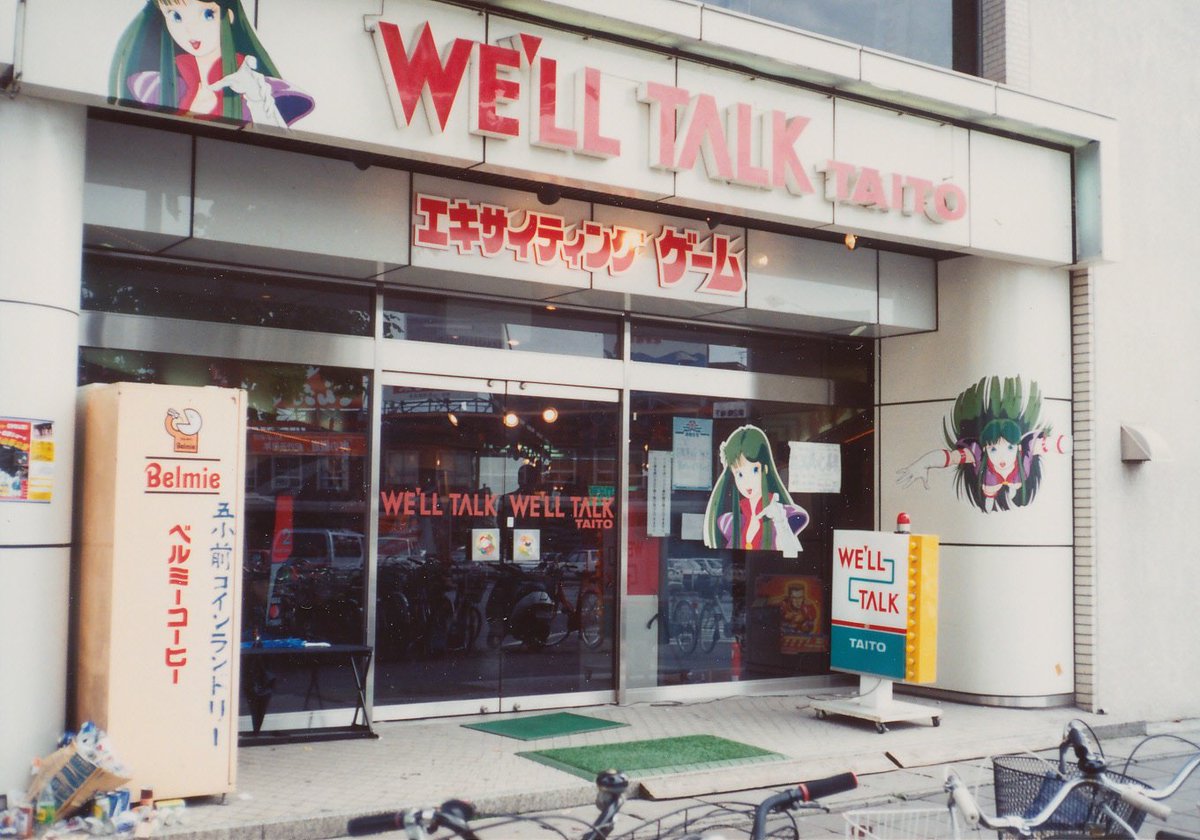 WE'LL TALK TAITO
エキサイティング ゲーム
Belmie
Belmie
ベルミーコーヒー
五小前コインランドリー
WE'LL TALK
WE'LL TALK
TAITO
WE'LL
TALK
TAITO